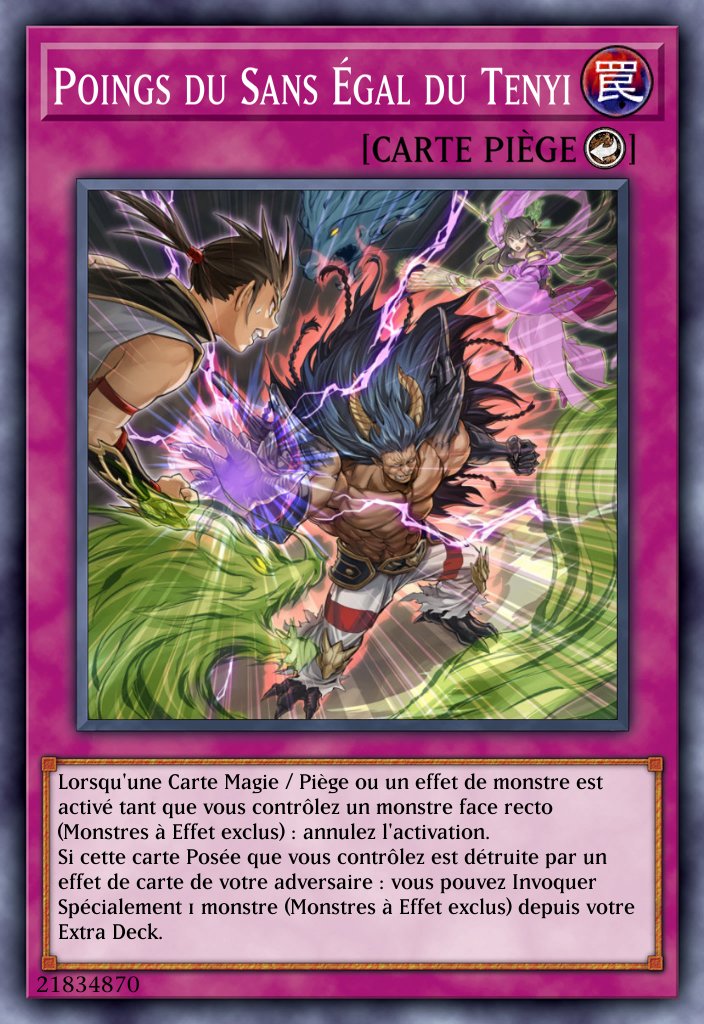 Poings du Sans Égal du Tenyi 罠
[CARTE PIÈGE]
Lorsqu'une Carte Magie / Piège ou un effet de monstre est
activé tant que vous contrôlez un monstre face recto
(Monstres à Effet exclus) : annulez l'activation.
Si cette carte Posée que vous contrôlez est détruite par un
effet de carte de votre adversaire : vous pouvez Invoquer
Spécialement 1 monstre (Monstres à Effet exclus) depuis votre
Extra Deck.
21834870